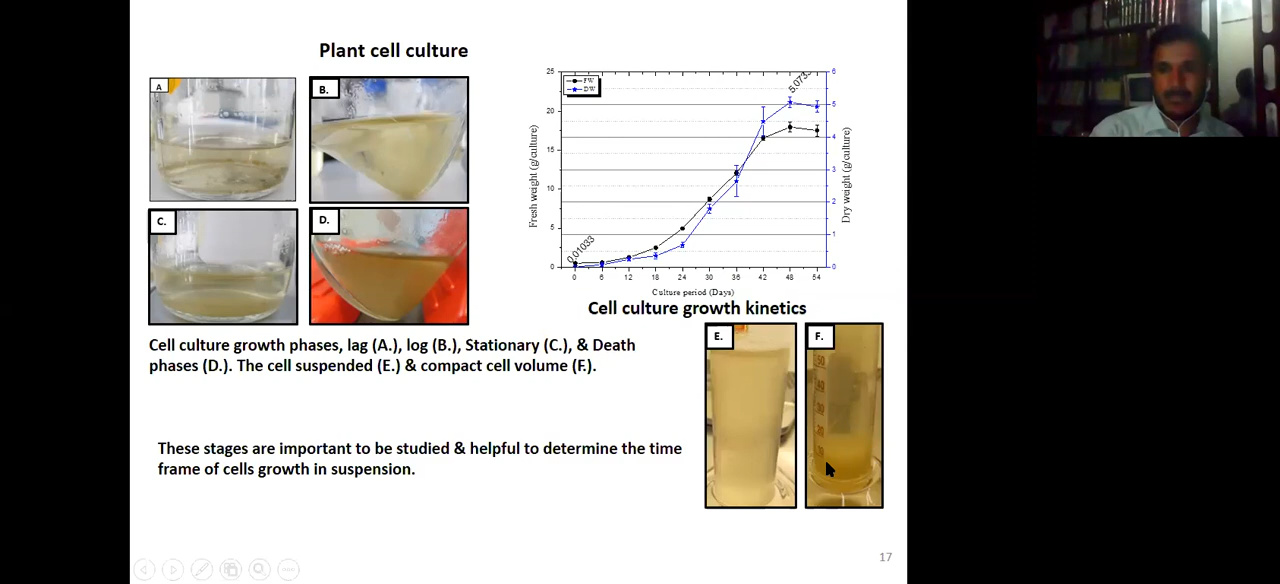 Plant cell culture
A
B.
C.
D.
Cell culture growth phases, lag (A.), log (B.), Stationary (C.), & Death
phases (D.). The cell suspended (E.) & compact cell volume (F.).
These stages are important to be studied & helpful to determine the time
frame of cells growth in suspension.
FW
DW
Fresh weight (g/culture)
25
20
15
10
5
0
0.01033
6
5
4
3
2
1
0
Dry weight (g/culture)
0 6 12 18 24 30 36 42 48 54
Culture period (Days)
Cell culture growth kinetics
E.
F.
50
40
30
20
17